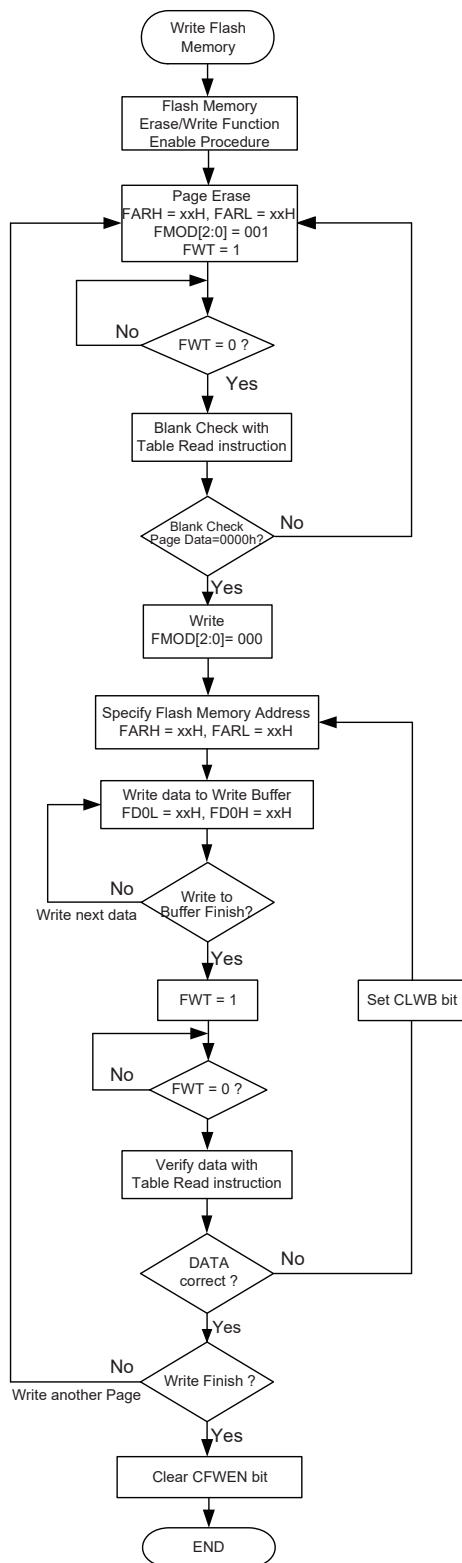 Write Flash
Memory
Flash Memory
Erase/Write Function
Enable Procedure
Page Erase
FARH = xxH, FARL = xxH
FMOD[2:0] = 001
FWT = 1
No
FWT = 0 ?
Yes
Blank Check with
Table Read instruction
Blank Check
Page Data=0000h?
No
Yes
Write
FMOD[2:0]= 000
Specify Flash Memory Address
FARH = xxH, FARL = xxH
Write data to Write Buffer
FD0L = xxH, FD0H = xxH
No
Write next data
Write to
Buffer Finish?
Yes
FWT = 1
Set CLWB bit
No
FWT = 0 ?
Verify data with
Table Read instruction
DATA
correct ?
No
Yes
No
Write another Page
Write Finish ?
Yes
Clear CFWEN bit
END